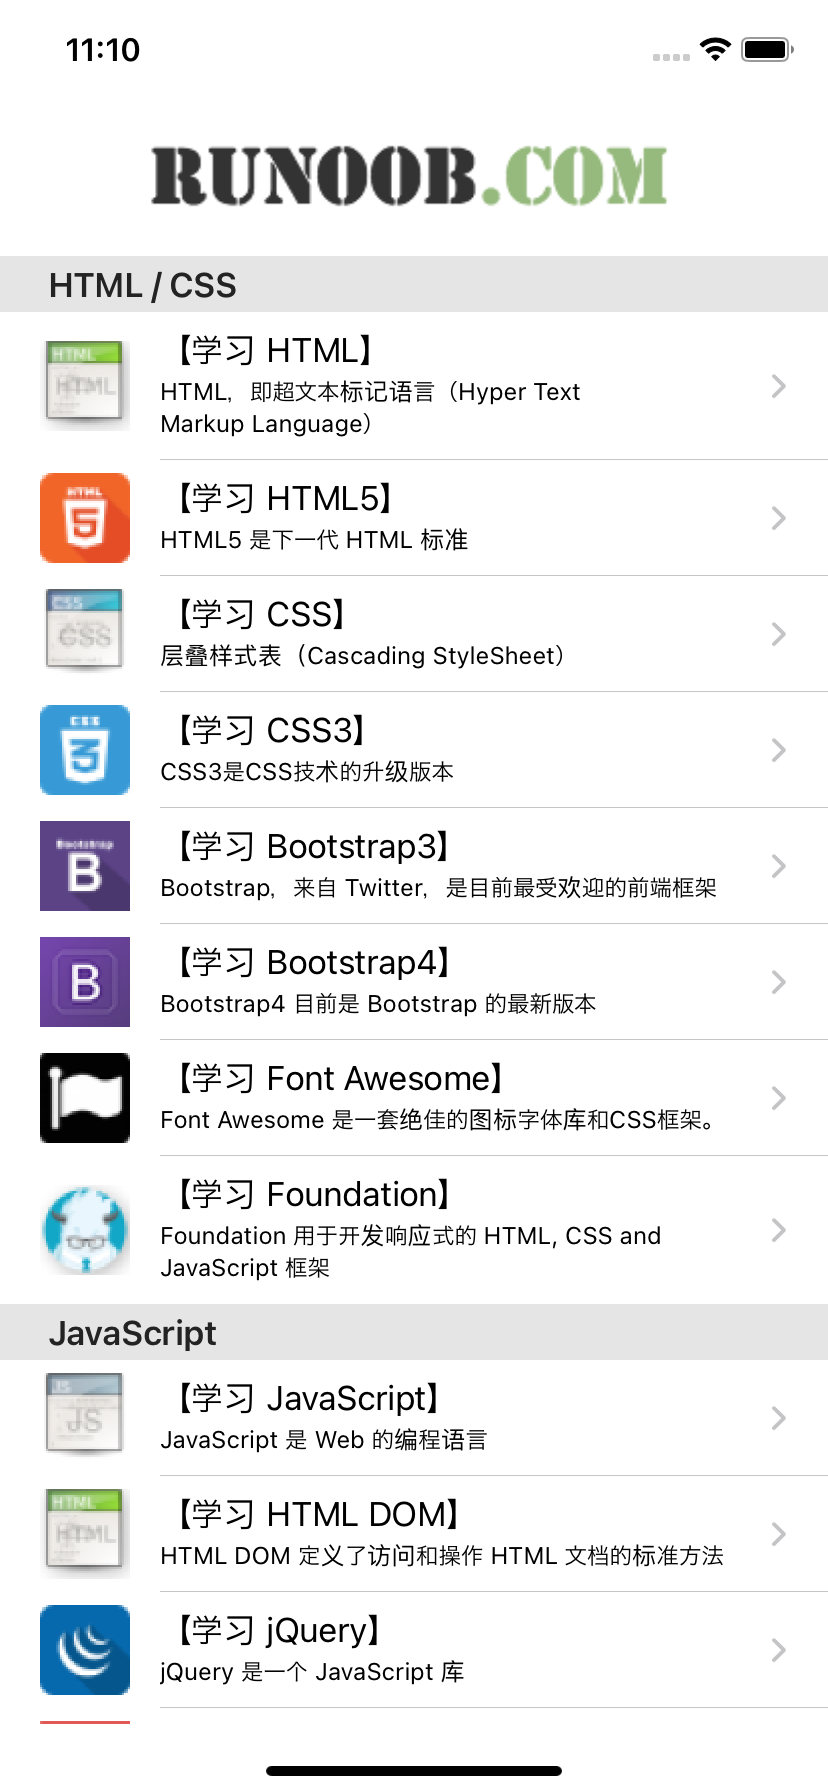 11:10
RUNOOB.COM
HTML / CSS
【学习 HTML】
HTML，即超文本标记语言（Hyper Text
Markup Language）
【学习 HTML5】
HTML5 是下一代 HTML 标准
【学习 CSS】
层叠样式表（Cascading StyleSheet）
【学习 CSS3】
CSS3是CSS技术的升级版本
【学习 Bootstrap3】
Bootstrap，来自 Twitter，是目前最受欢迎的前端框架
【学习 Bootstrap4】
Bootstrap4 目前是 Bootstrap 的最新版本
【学习 Font Awesome】
Font Awesome 是一套绝佳的图标字体库和CSS框架。
【学习 Foundation】
Foundation 用于开发响应式的 HTML, CSS and
JavaScript 框架
JavaScript
【学习 JavaScript】
JavaScript 是 Web 的编程语言
【学习 HTML DOM】
HTML DOM 定义了访问和操作 HTML 文档的标准方法
【学习 jQuery】
jQuery 是一个 JavaScript 库
HTML
HTML
HTML
5
CSS
CSS
CSS
3
Bootstrap
B
B
JS
JS
HTML
HTML